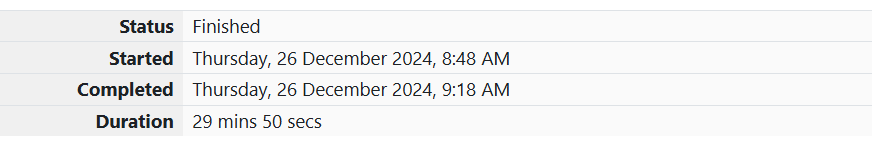 Status Finished
Started Thursday, 26 December 2024, 8:48 AM
Completed Thursday, 26 December 2024, 9:18 AM
Duration 29 mins 50 secs